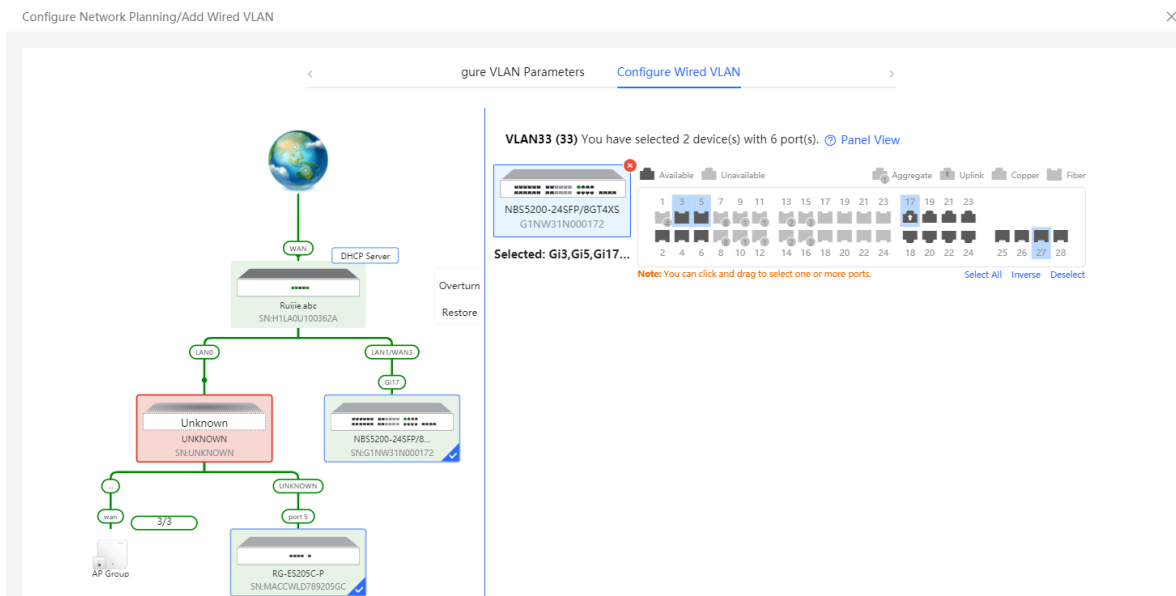 Configure Network Planning/Add Wired VLAN
gure VLAN Parameters Configure Wired VLAN
VLAN33 (33) You have selected 2 device(s) with 6 port(s). Panel View
NBS5200-24SFP/8GT4XS
G1NW31N000172
Selected: Gi3,Gi5,Gi17...
Available Unavailable Aggregate Uplink Copper Fiber
1 3 5 7 9 11 13 15 17 19 21 23 17 19 21 23
2 4 6 8 10 12 14 16 18 20 22 24 18 20 22 24 25 26 27 28
Note: You can click and drag to select one or more ports. Select All Inverse Deselect
WAN
DHCP Server
Ruiiie.abc
SN:H1LA0U100362A
Overturn
Restore
LAN0 LAN1/WAN3
Gi17
Unknown
UNKNOWN
SN:UNKNOWN
NBS5200-24SFP/8...
SN:G1NW31N000172
... UNKNOWN
wan 3/3 port 5
AP Group
RG-ES205C-P
SN:MACCWLD789205GC